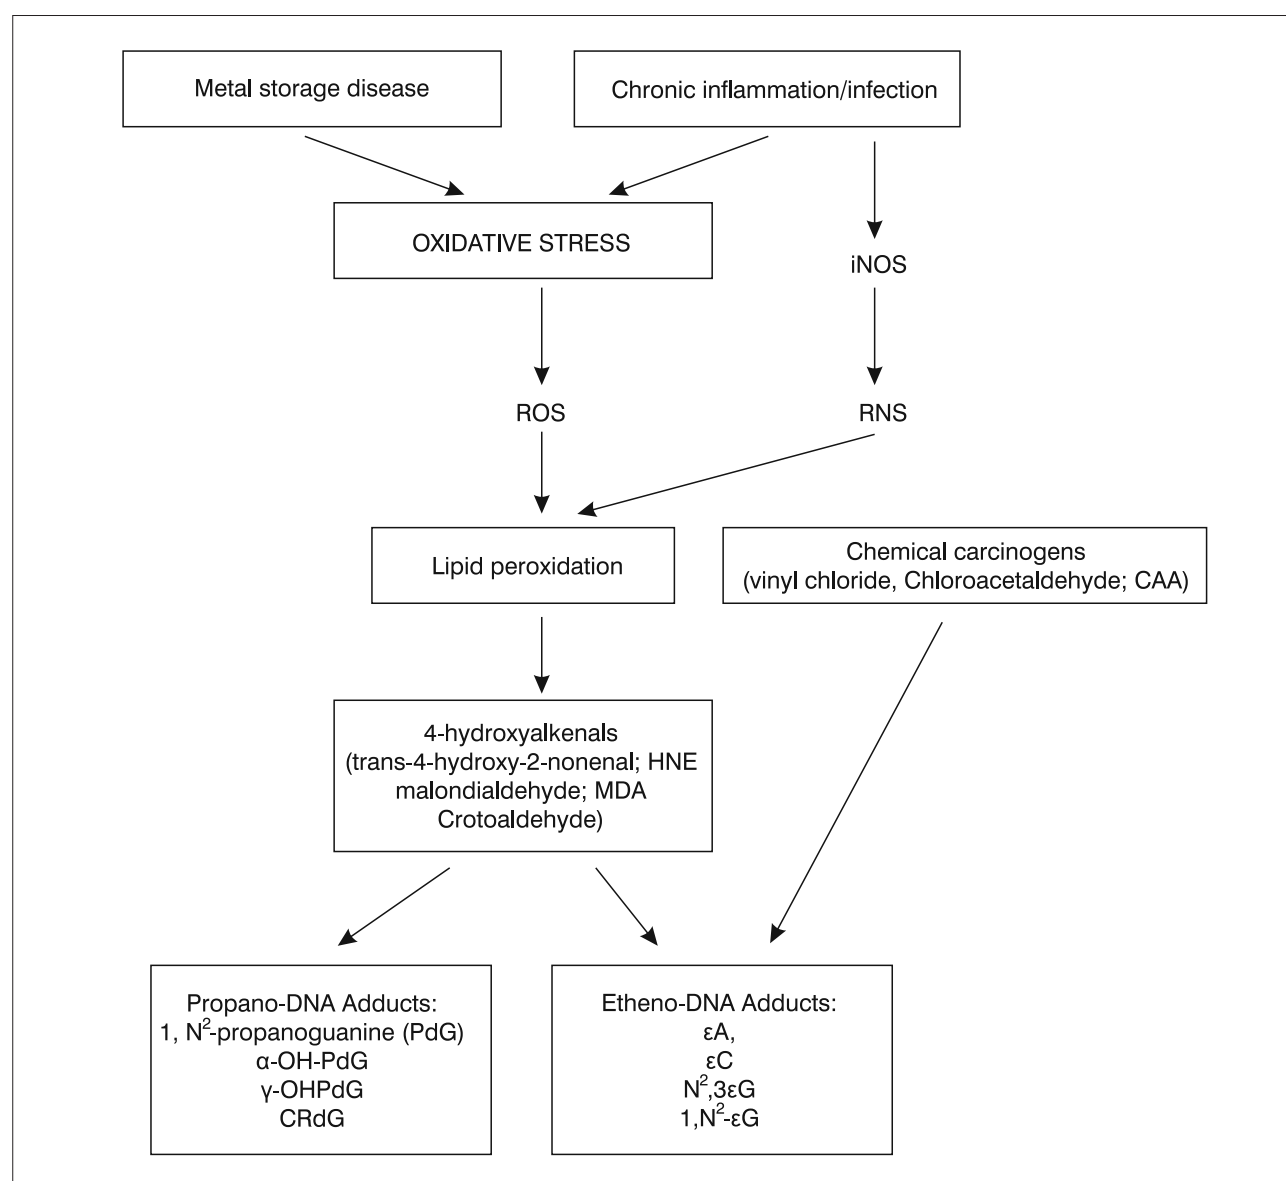 Metal storage disease
Chronic inflammation/infection
OXIDATIVE STRESS
iNOS
ROS
RNS
Lipid peroxidation
Chemical carcinogens
(vinyl chloride, Chloroacetaldehyde; CAA)
4-hydroxyalkenals
(trans-4-hydroxy-2-nonenal; HNE
malondialdehyde; MDA
Crotoaldehyde)
Propano-DNA Adducts:
1, N²-propanoguanine (PdG)
α-OH-PdG
γ-OHPdG
CRdG
Etheno-DNA Adducts:
εA,
εC
N²,3εG
1,N²-εG